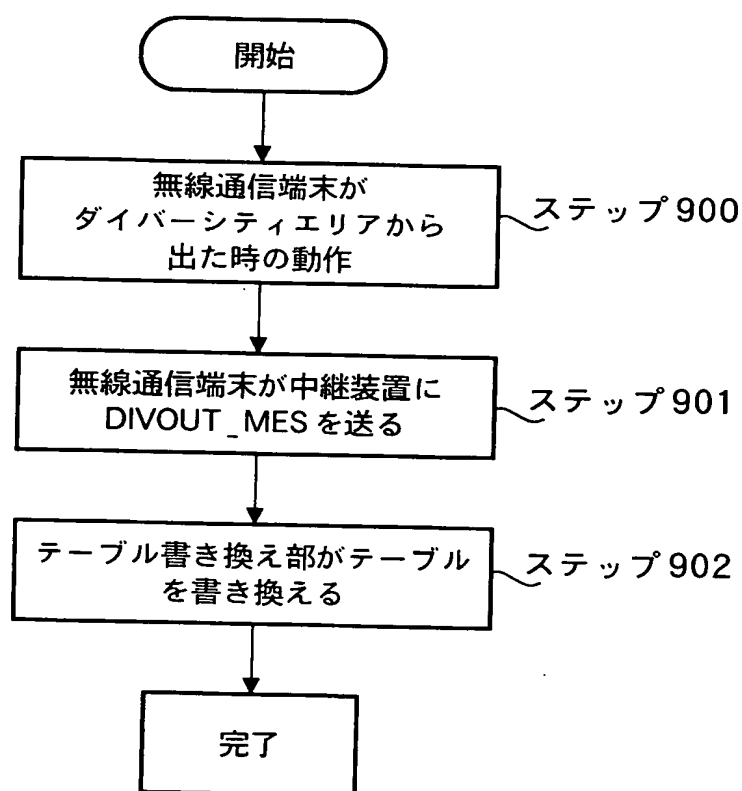 開始
無線通信端末が
ダイバーシティエリアから
出た時の動作
ステップ900
無線通信端末が中継装置に
DIVOUT_MESを送る
ステップ901
テーブル書き換え部がテーブル
を書き換える
ステップ902
完了